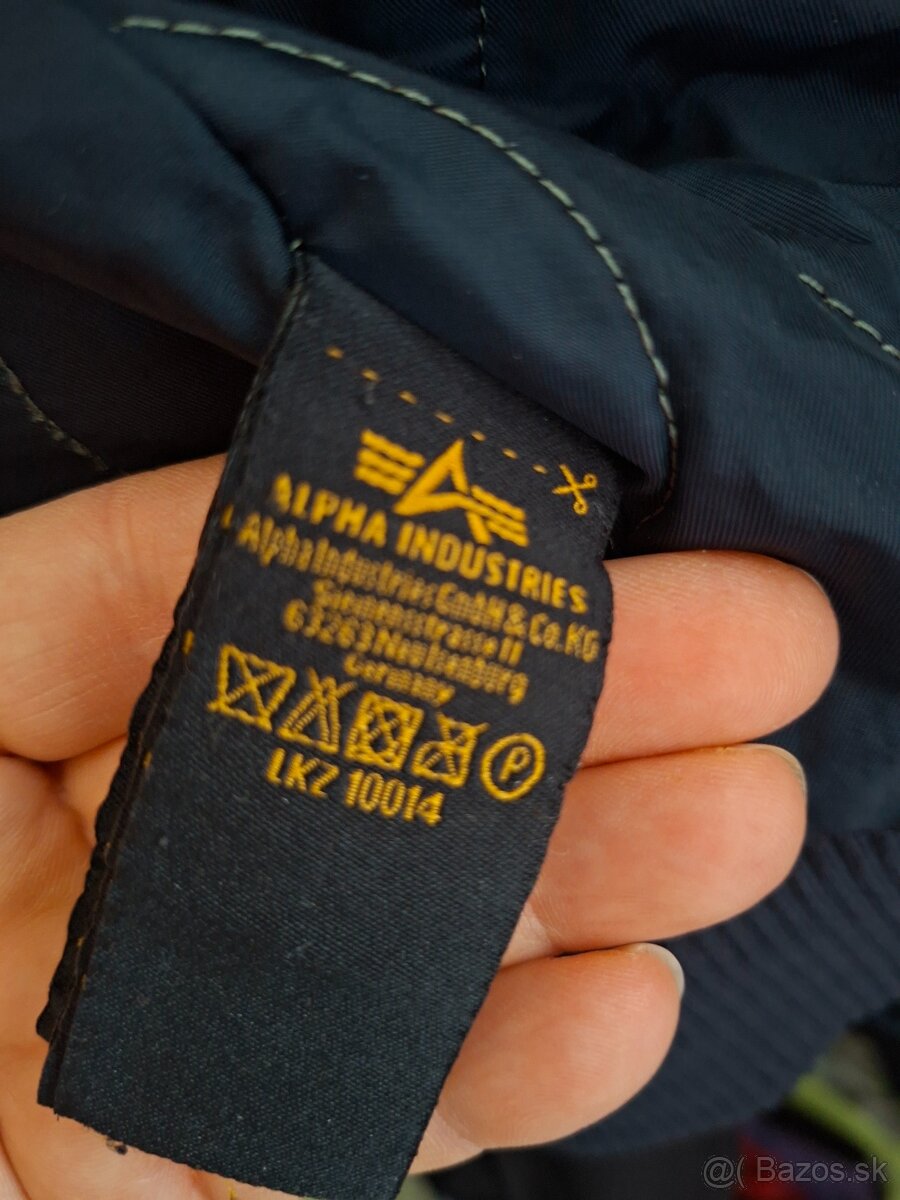 ALPHA INDUSTRIES
Alpha Industries GmbH & Co. KG
Siemensstrasse 11
63263 Neu Isenburg
Germany
P
LKZ 10014
@( Bazos.sk